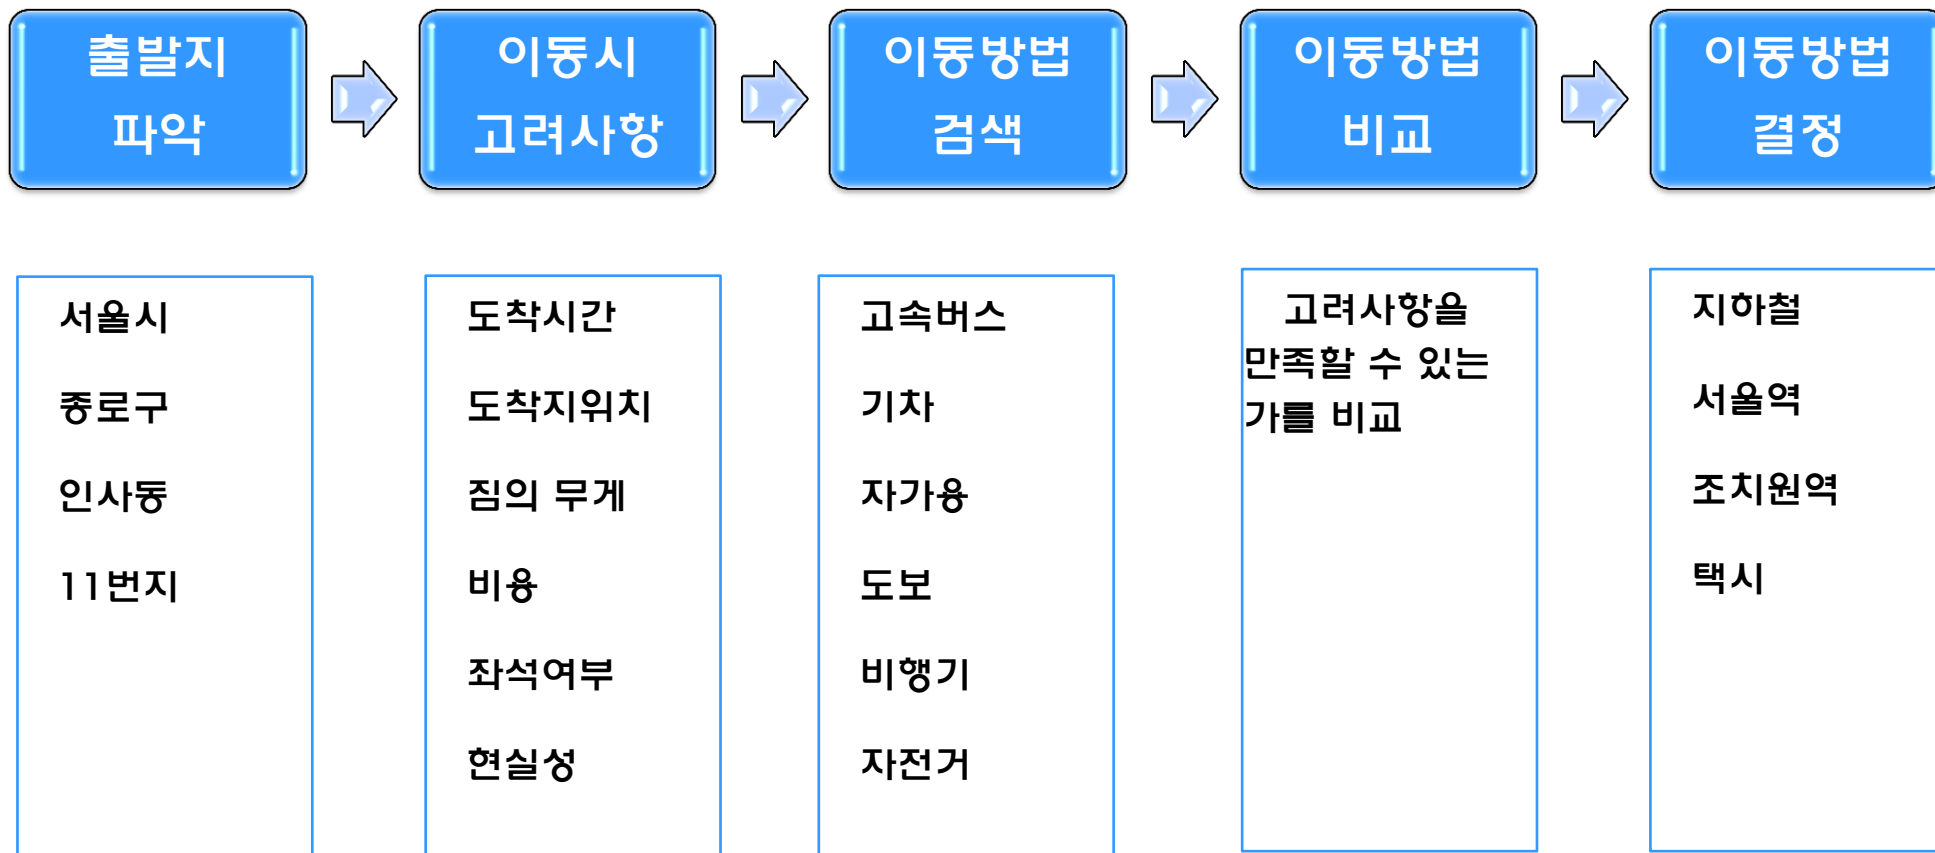 출발지
파악
이동시
고려사항
이동방법
검색
이동방법
비교
이동방법
결정
서울시
종로구
인사동
11번지
도착시간
도착지위치
짐의 무게
비용
좌석여부
현실성
고속버스
기차
자가용
도보
비행기
자전거
고려사항을
만족할 수 있는
가를 비교
지하철
서울역
조치원역
택시